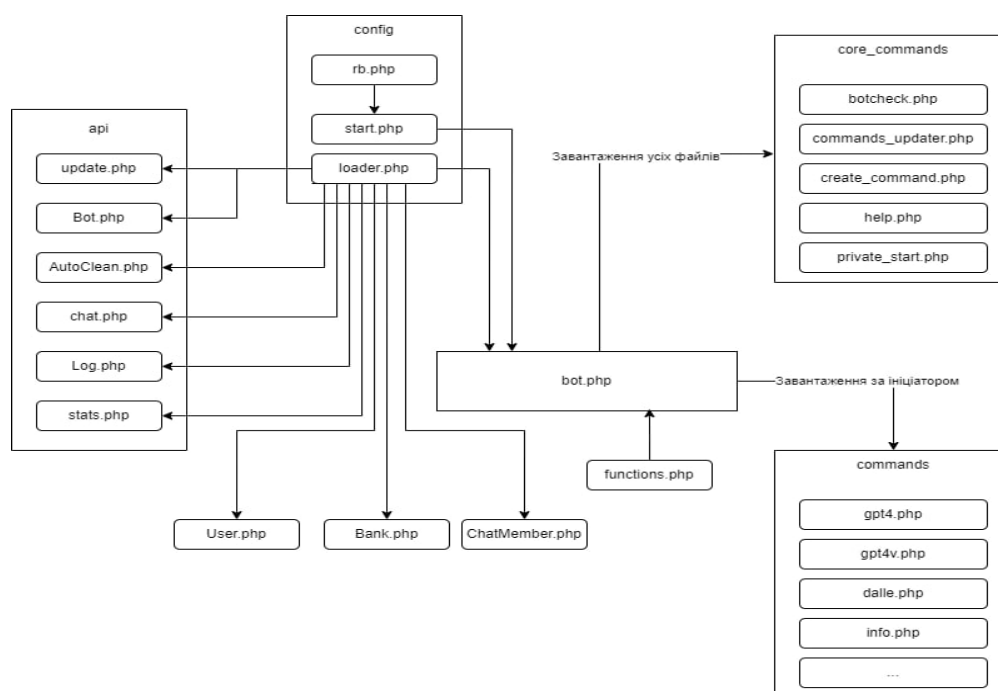 config
rb.php
start.php
loader.php
api
update.php
Bot.php
AutoClean.php
chat.php
Log.php
stats.php
User.php
Bank.php
ChatMember.php
bot.php
functions.php
Завантаження усіх файлів
core_commands
botcheck.php
commands_updater.php
create_command.php
help.php
private_start.php
Завантаження за ініціатором
commands
gpt4.php
gpt4v.php
dalle.php
info.php
...